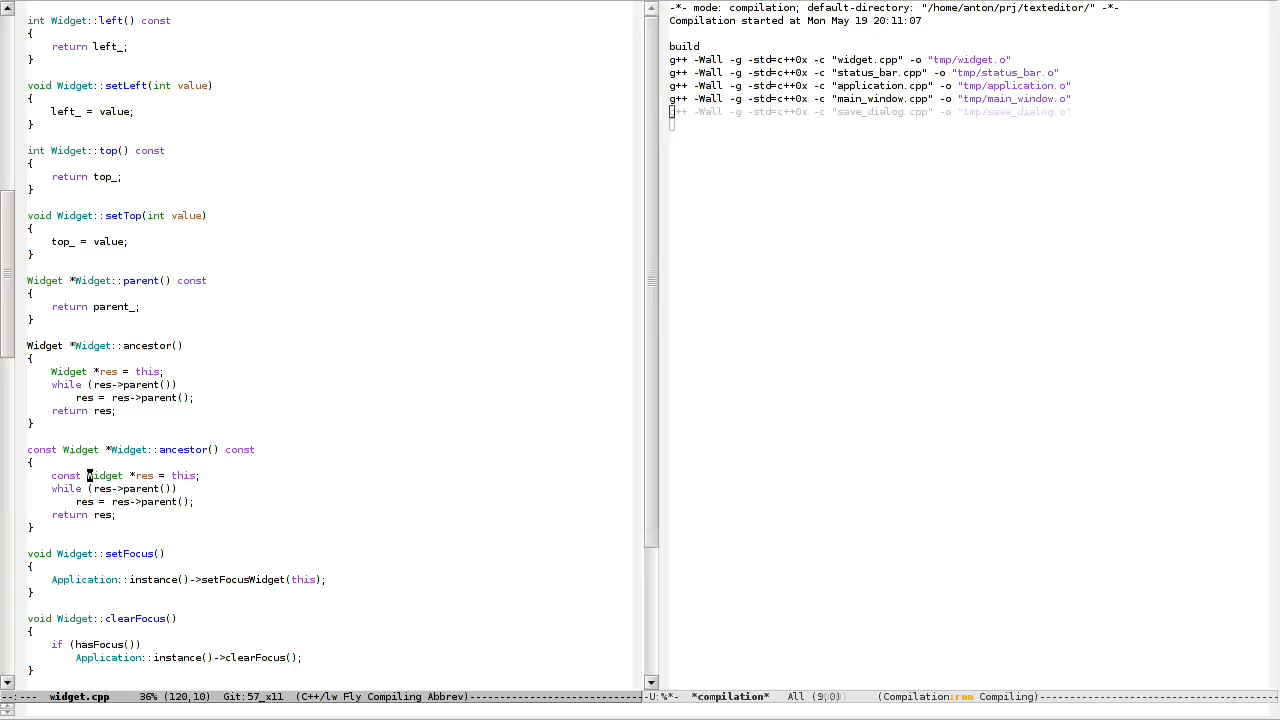 int Widget::left() const
{
    return left_;
}
void Widget::setLeft(int value)
{
    left_ = value;
}
int Widget::top() const
{
    return top_;
}
void Widget::setTop(int value)
{
    top_ = value;
}
Widget *Widget::parent() const
{
    return parent_;
}
Widget *Widget::ancestor()
{
    Widget *res = this;
    while (res->parent())
        res = res->parent();
    return res;
}
const Widget *Widget::ancestor() const
{
    const Widget *res = this;
    while (res->parent())
        res = res->parent();
    return res;
}
void Widget::setFocus()
{
    Application::instance()->setFocusWidget(this);
}
void Widget::clearFocus()
{
    if (hasFocus())
        Application::instance()->clearFocus();
}
--:--- widget.cpp 36% (120,10) Git:57_x11 (C++/lw Fly Compiling Abbrev)
-*- mode: compilation; default-directory: "/home/anton/prj/texteditor/" -*-
Compilation started at Mon May 19 20:11:07
build
g++ -Wall -g -std=c++0x -c "widget.cpp" -o "tmp/widget.o"
g++ -Wall -g -std=c++0x -c "status_bar.cpp" -o "tmp/status_bar.o"
g++ -Wall -g -std=c++0x -c "application.cpp" -o "tmp/application.o"
g++ -Wall -g -std=c++0x -c "main_window.cpp" -o "tmp/main_window.o"
g++ -Wall -g -std=c++0x -c "save_dialog.cpp" -o "tmp/save_dialog.o"
-U:%*- *compilation* All (Compilation:run Compiling)